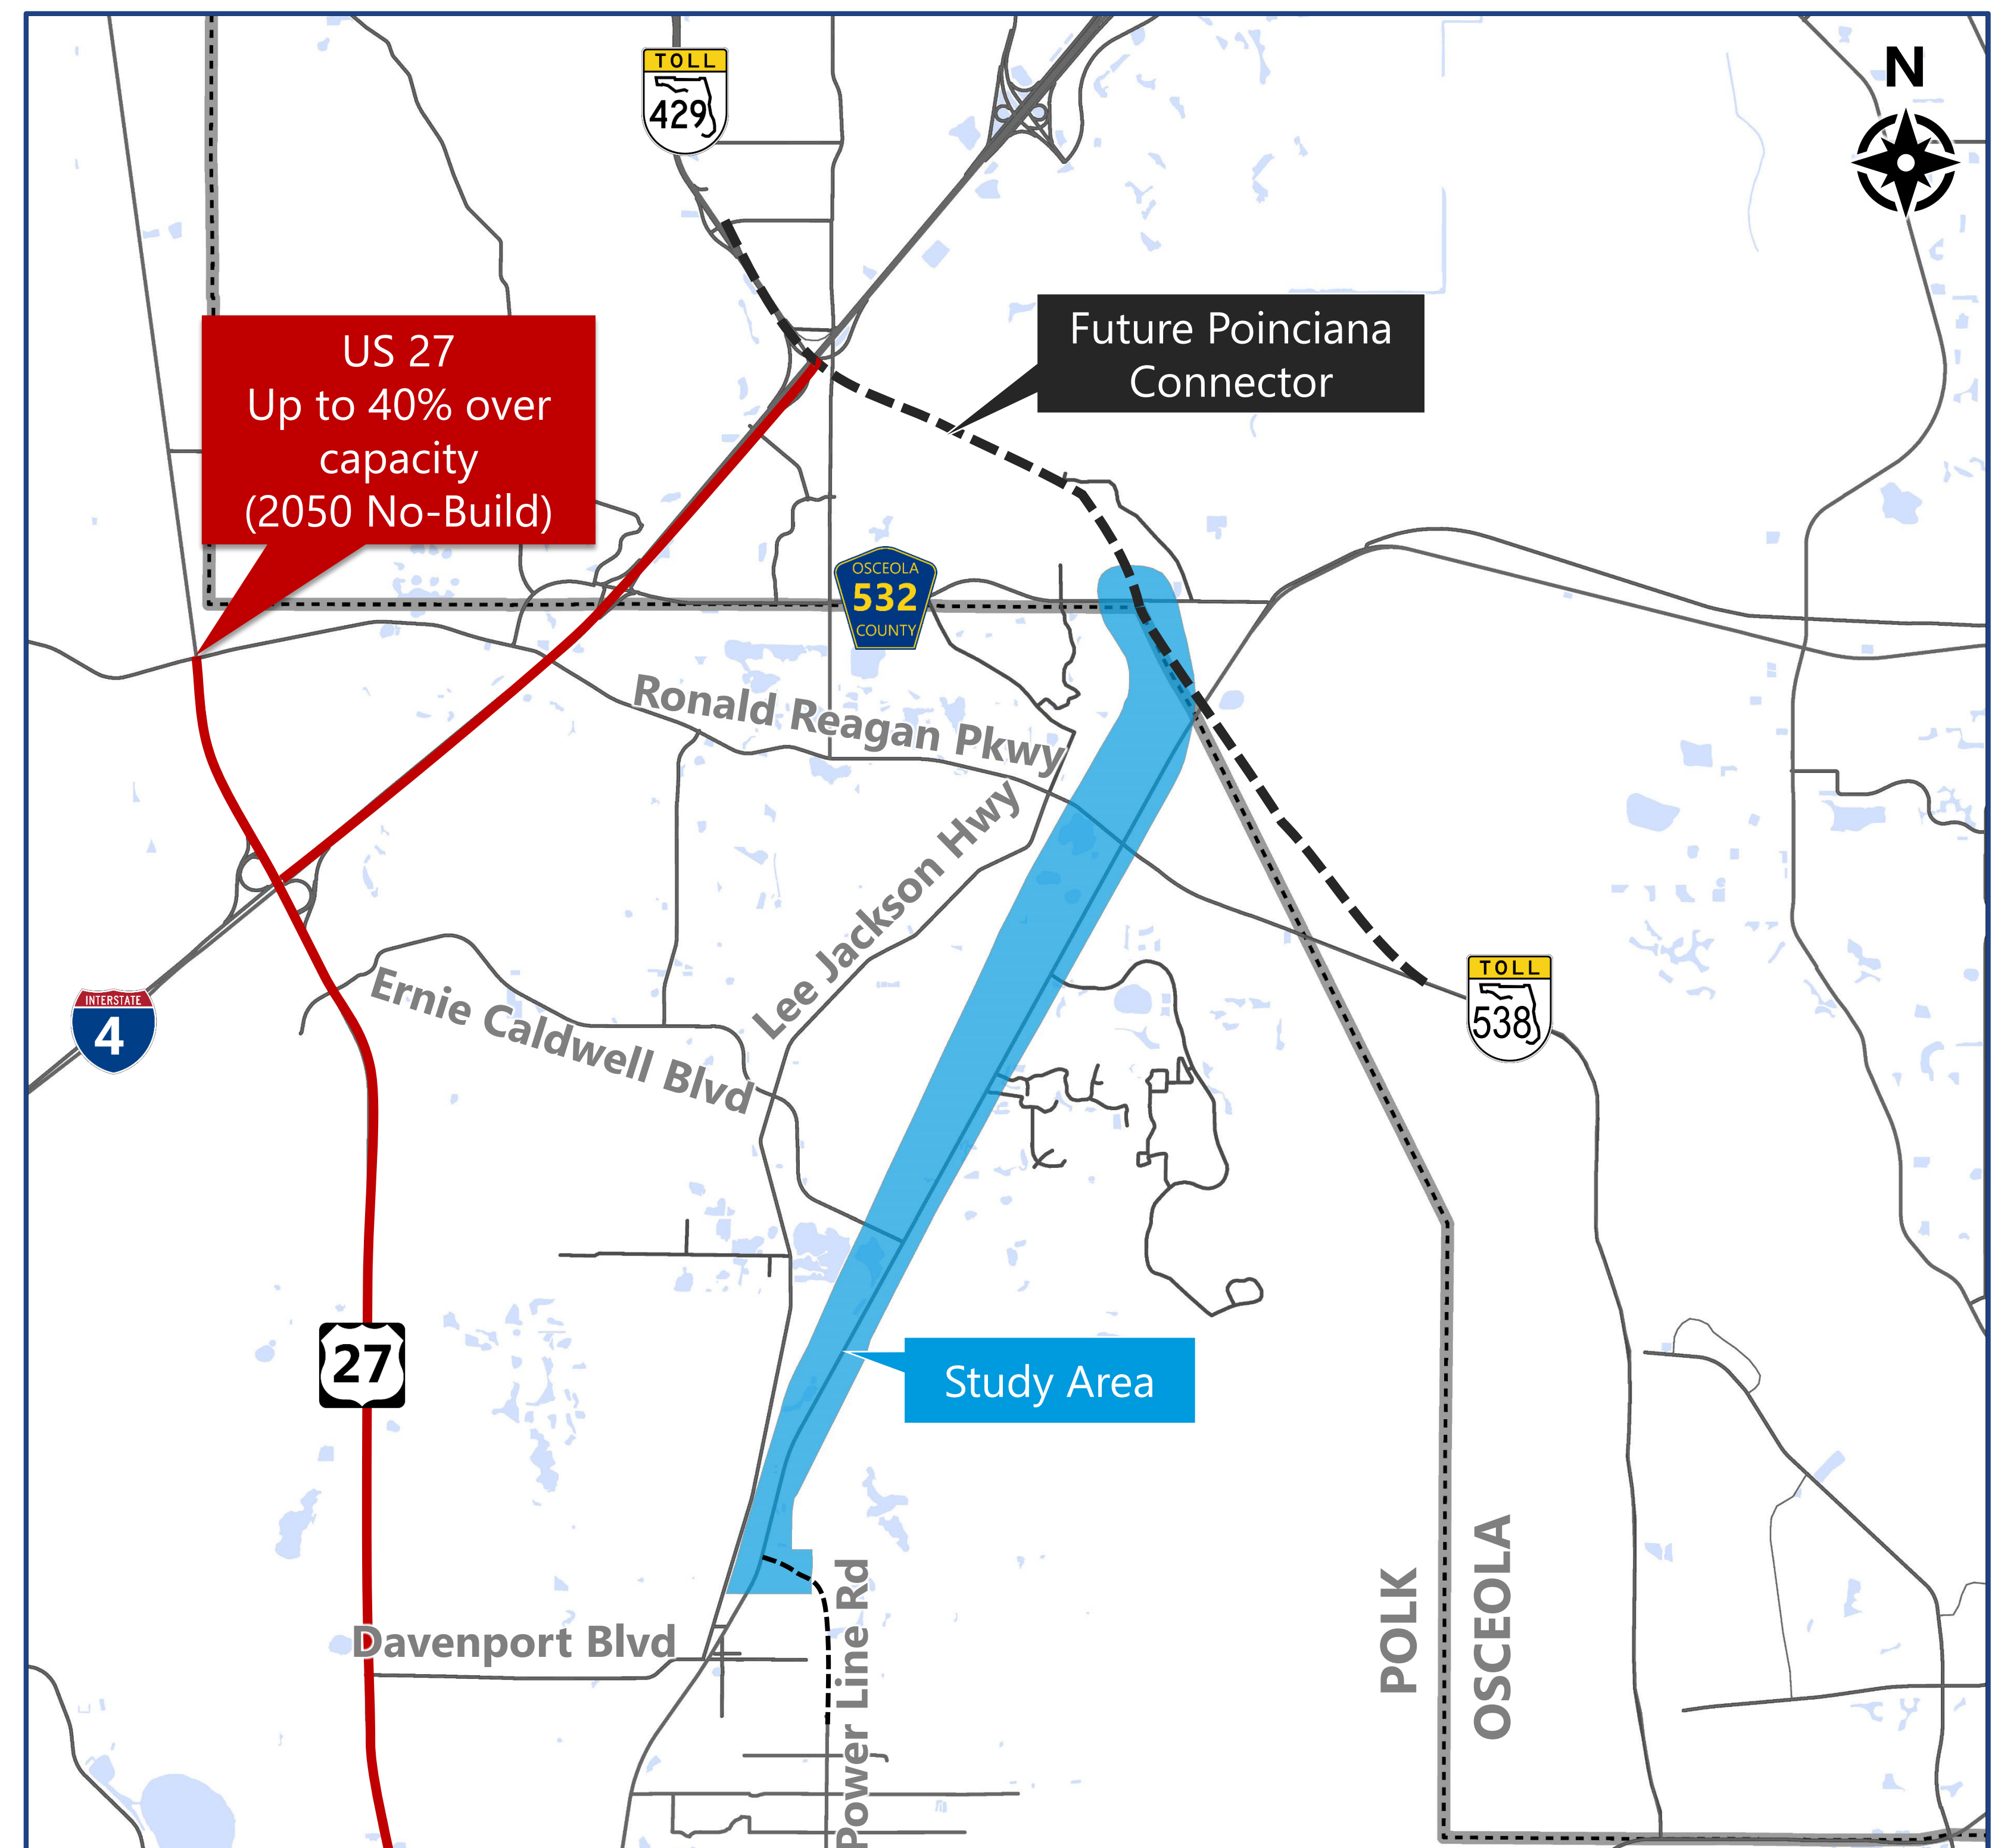 N
TOLL
429
Future Poinciana
Connector
US 27
Up to 40% over
capacity
(2050 No-Build)
OSCEOLA
532
COUNTY
Ronald Reagan Pkwy
Lee Jackson Hwy
Ernie Caldwell Blvd
INTERSTATE
4
TOLL
538
27
Study Area
Davenport Blvd
Power Line Rd
POLK
OSCEOLA